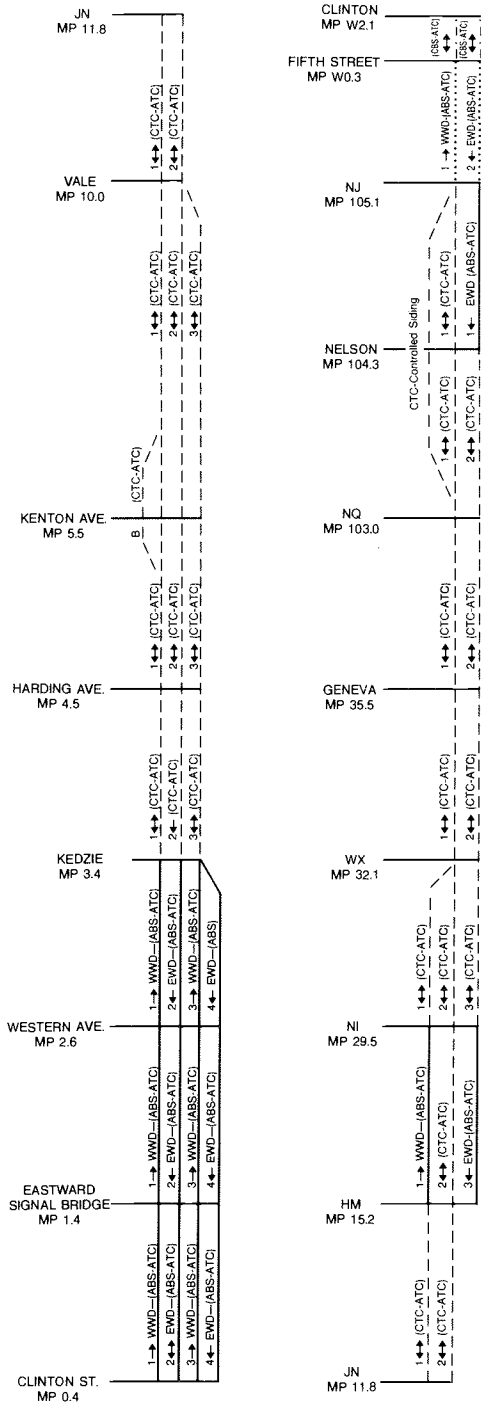 JN
MP 11.8
1↔ (CTC-ATC)
2↔ (CTC-ATC)
VALE
MP 10.0
1↔ (CTC-ATC)
2↔ (CTC-ATC)
3↔ (CTC-ATC)
(CTC-ATC)
KENTON AVE.
MP 5.5
B
1↔ (CTC-ATC)
2↔ (CTC-ATC)
3↔ (CTC-ATC)
HARDING AVE.
MP 4.5
1↔ (CTC-ATC)
2← (CTC-ATC)
3↔ (CTC-ATC)
KEDZIE
MP 3.4
1→ WWD—(ABS-ATC)
2← EWD—(ABS-ATC)
3→ WWD—(ABS-ATC)
4← EWD—(ABS)
WESTERN AVE.
MP 2.6
1→ WWD—(ABS-ATC)
2← EWD—(ABS-ATC)
3→ WWD—(ABS-ATC)
4← EWD—(ABS-ATC)
EASTWARD
SIGNAL BRIDGE
MP 1.4
1→ WWD—(ABS-ATC)
2↔ EWD—(ABS-ATC)
3→ WWD—(ABS-ATC)
4↔ EWD—(ABS-ATC)
CLINTON ST.
MP 0.4
CLINTON
MP W2.1
(CBS-ATC)
(CBS-ATC)
FIFTH STREET
MP W0.3
1 → WWD-(ABS-ATC)
2 ← EWD-(ABS-ATC)
NJ
MP 105.1
CTC-Controlled Siding
1↔ (CTC-ATC)
1← EWD (ABS-ATC)
NELSON
MP 104.3
1↔ (CTC-ATC)
2↔ (CTC-ATC)
NQ
MP 103.0
1↔ (CTC-ATC)
2↔ (CTC-ATC)
GENEVA
MP 35.5
1↔ (CTC-ATC)
2↔ (CTC-ATC)
WX
MP 32.1
1↔ (CTC-ATC)
2↔ (CTC-ATC)
3↔ (CTC-ATC)
NI
MP 29.5
1→ WWD—(ABS-ATC)
2↔ (CTC-ATC)
3← EWD-(ABS-ATC)
HM
MP 15.2
1↔ (CTC-ATC)
2↔ (CTC-ATC)
JN
MP 11.8